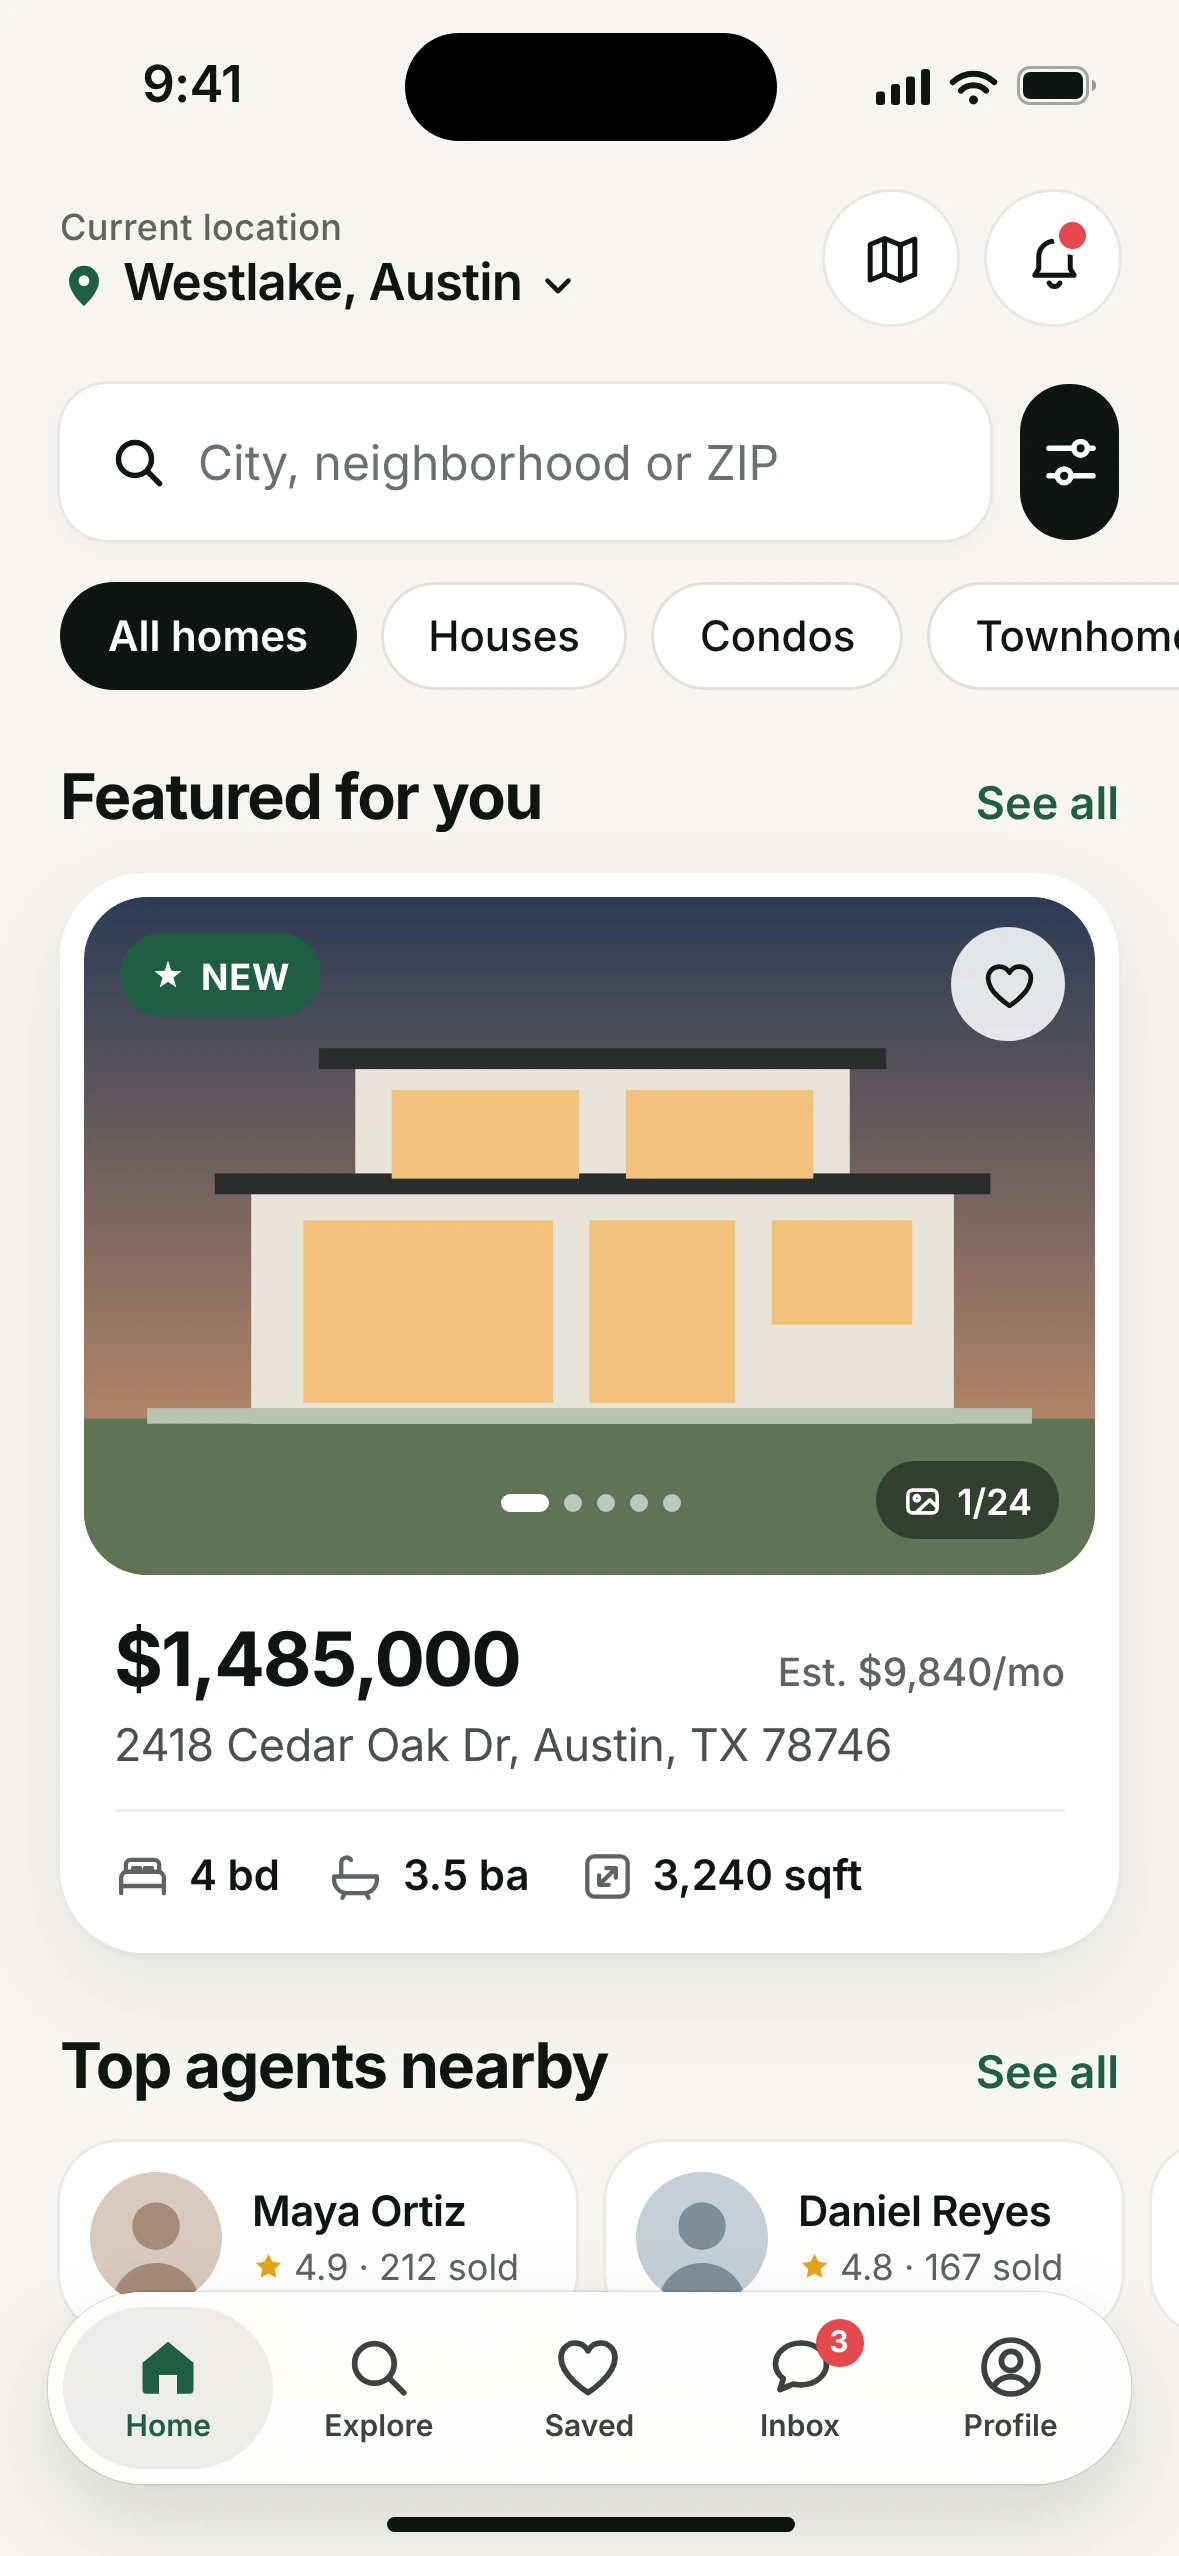 9:41
Current location
Westlake, Austin
City, neighborhood or ZIP
All homes
Houses
Condos
Townhome
Featured for you
See all
NEW
1/24
$1,485,000
Est. $9,840/mo
2418 Cedar Oak Dr, Austin, TX 78746
4 bd
3.5 ba
3,240 sqft
Top agents nearby
See all
Maya Ortiz
4.9 · 212 sold
Daniel Reyes
4.8 · 167 sold
3
Home
Explore
Saved
Inbox
Profile